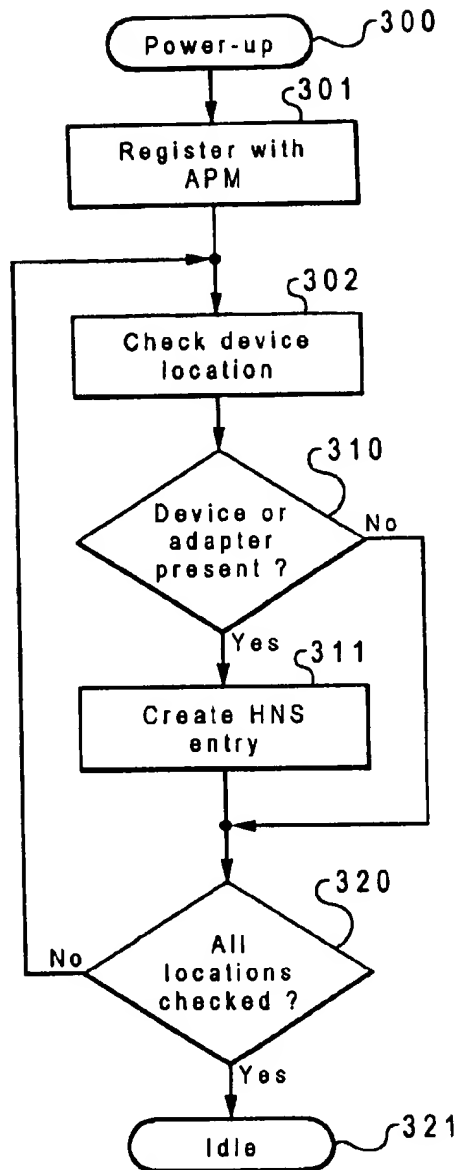 Power-up
300
301
Register with
APM
302
Check device
location
310
Device or
adapter
present ?
No
Yes
311
Create HNS
entry
320
All
locations
checked ?
No
Yes
Idle
321